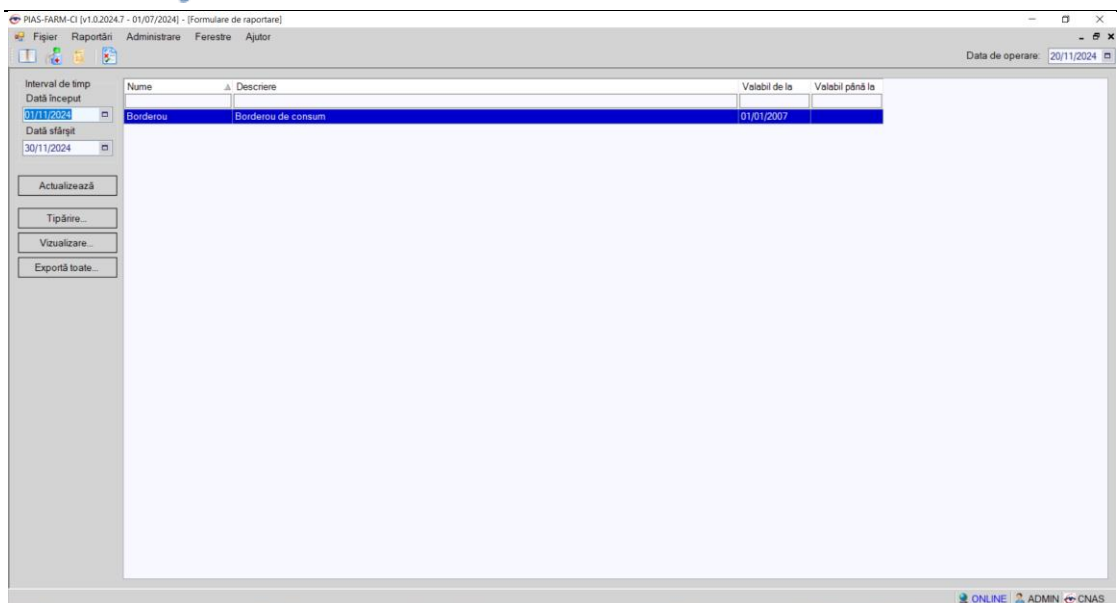 PIAS-FARM-CI [v1.0.2024.7 - 01/07/2024] - [Formulare de raportare]
Fișier Raportări Administrare Ferestre Ajutor
Data de operare: 20/11/2024
Interval de timp
Dată început
01/11/2024
Dată sfârșit
30/11/2024
Actualizează
Tipărire...
Vizualizare...
Exportă toate...
Nume Descriere Valabil de la Valabil până la
Borderou Borderou de consum 01/01/2007
ONLINE ADMIN CNAS